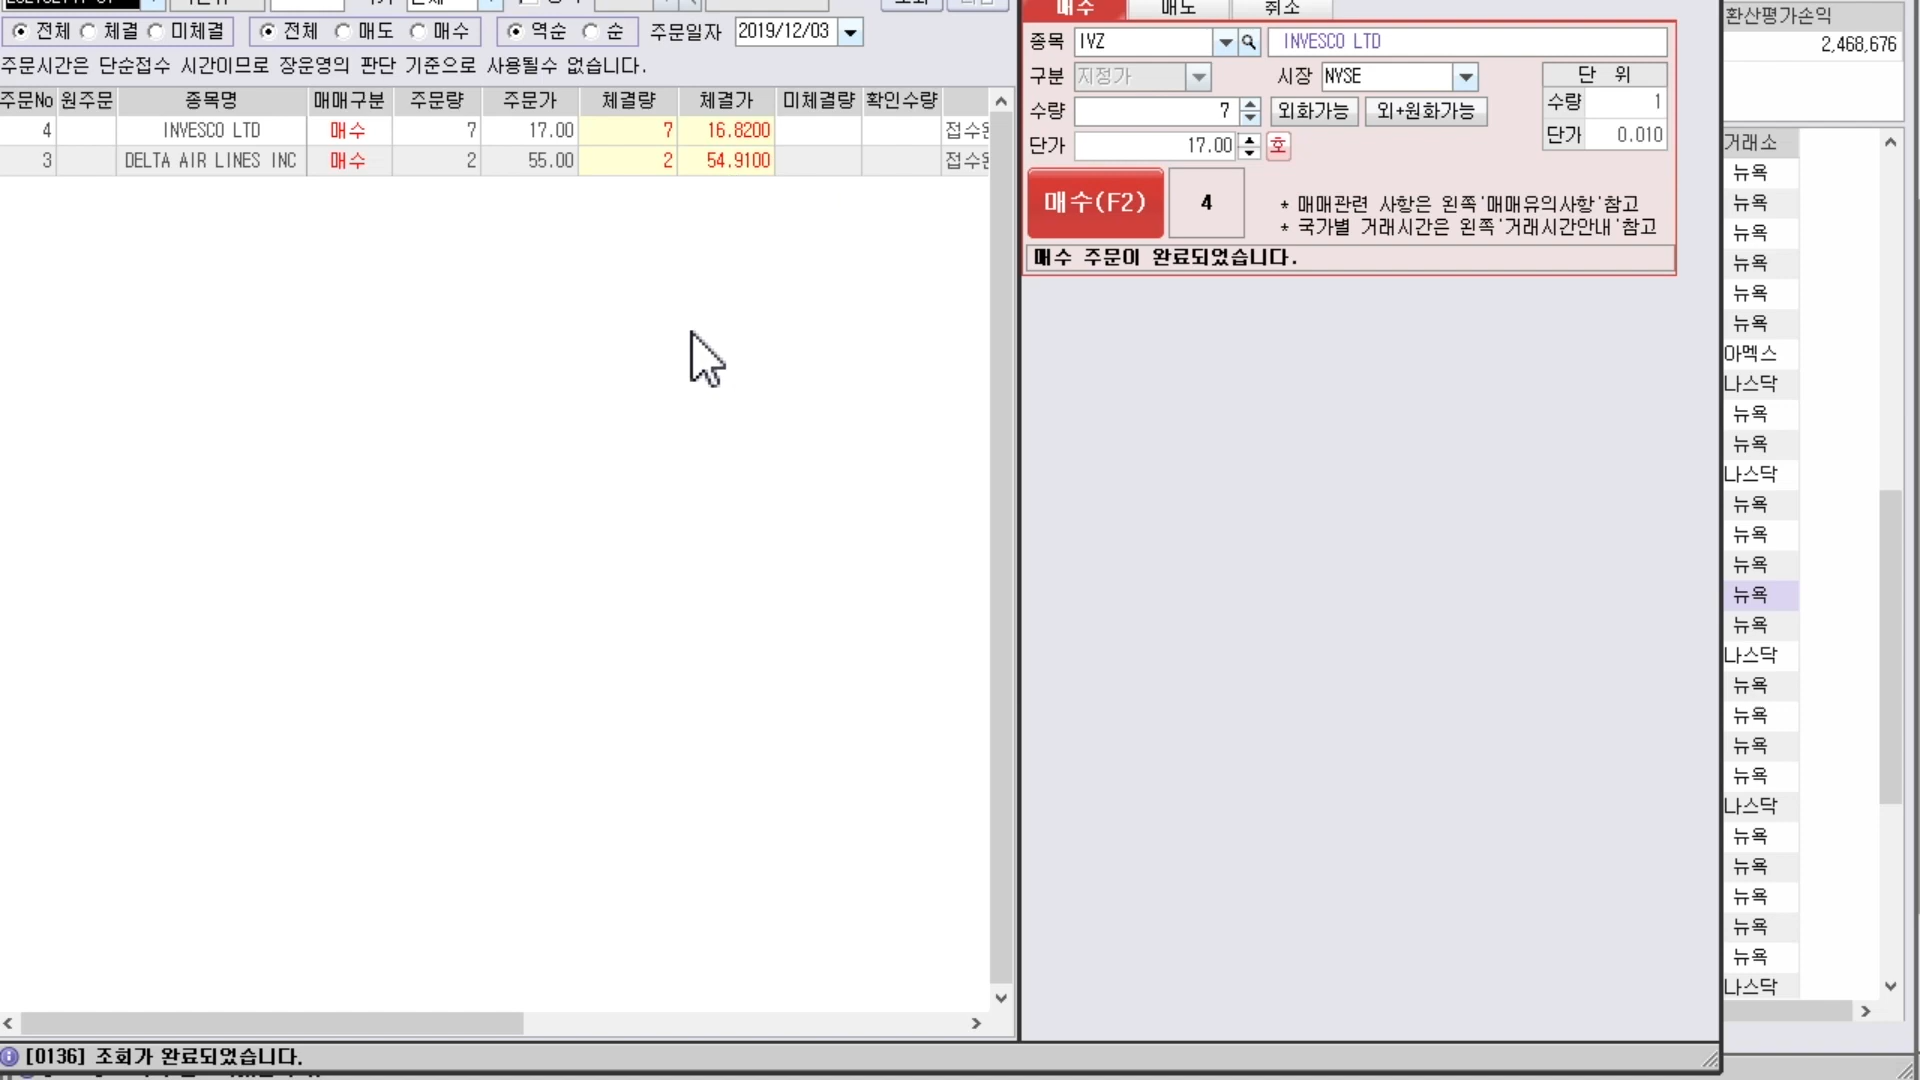 매수 매도 취소
전체 체결 미체결 전체 매도 매수 역순 순 주문일자 2019/12/03
주문시간은 단순접수 시간이므로 장운영의 판단 기준으로 사용될수 없습니다.
주문No 원주문 종목명 매매구분 주문량 주문가 체결량 체결가 미체결량 확인수량
4 INVESCO LTD 매수 7 17.00 7 16.8200
3 DELTA AIR LINES INC 매수 2 55.00 2 54.9100
종목 IVZ INVESCO LTD
구분 지정가 시장 NYSE 단 위
수량 7 외화가능 외+원화가능 수량 1
단가 17.00 호 단가 0.010
매수(F2) 4
* 매매관련 사항은 왼쪽'매매유의사항'참고
* 국가별 거래시간은 왼쪽'거래시간안내'참고
매수 주문이 완료되었습니다.
환산평가손익
2,468,676
거래소
뉴욕
뉴욕
뉴욕
뉴욕
뉴욕
뉴욕
아멕스
나스닥
뉴욕
뉴욕
나스닥
뉴욕
뉴욕
뉴욕
뉴욕
뉴욕
나스닥
뉴욕
뉴욕
뉴욕
뉴욕
나스닥
뉴욕
뉴욕
뉴욕
뉴욕
뉴욕
나스닥
[0136] 조회가 완료되었습니다.